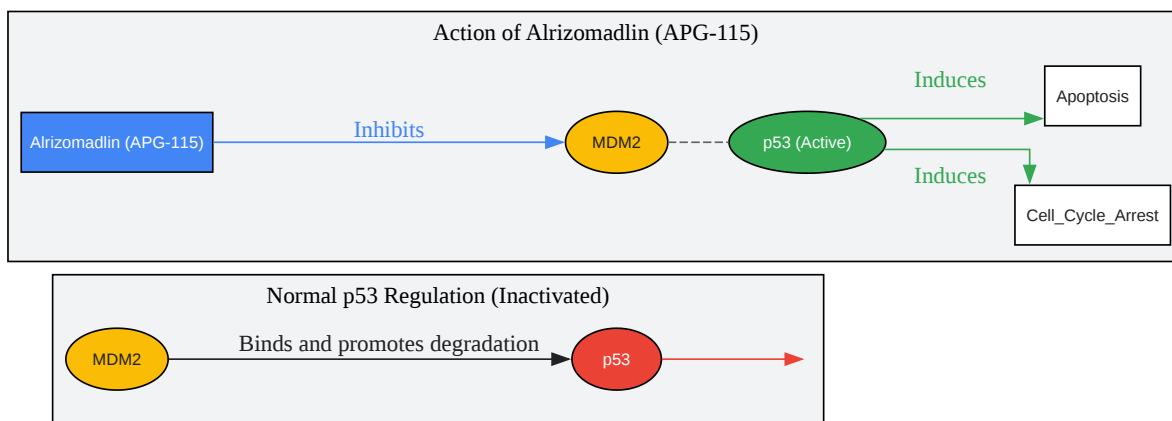 Action of Alrizomadlin (APG-115)
Induces
Apoptosis
Alrizomadlin (APG-115)
Inhibits
MDM2
p53 (Active)
Induces
Cell_Cycle_Arrest
Normal p53 Regulation (Inactivated)
MDM2
Binds and promotes degradation
p53